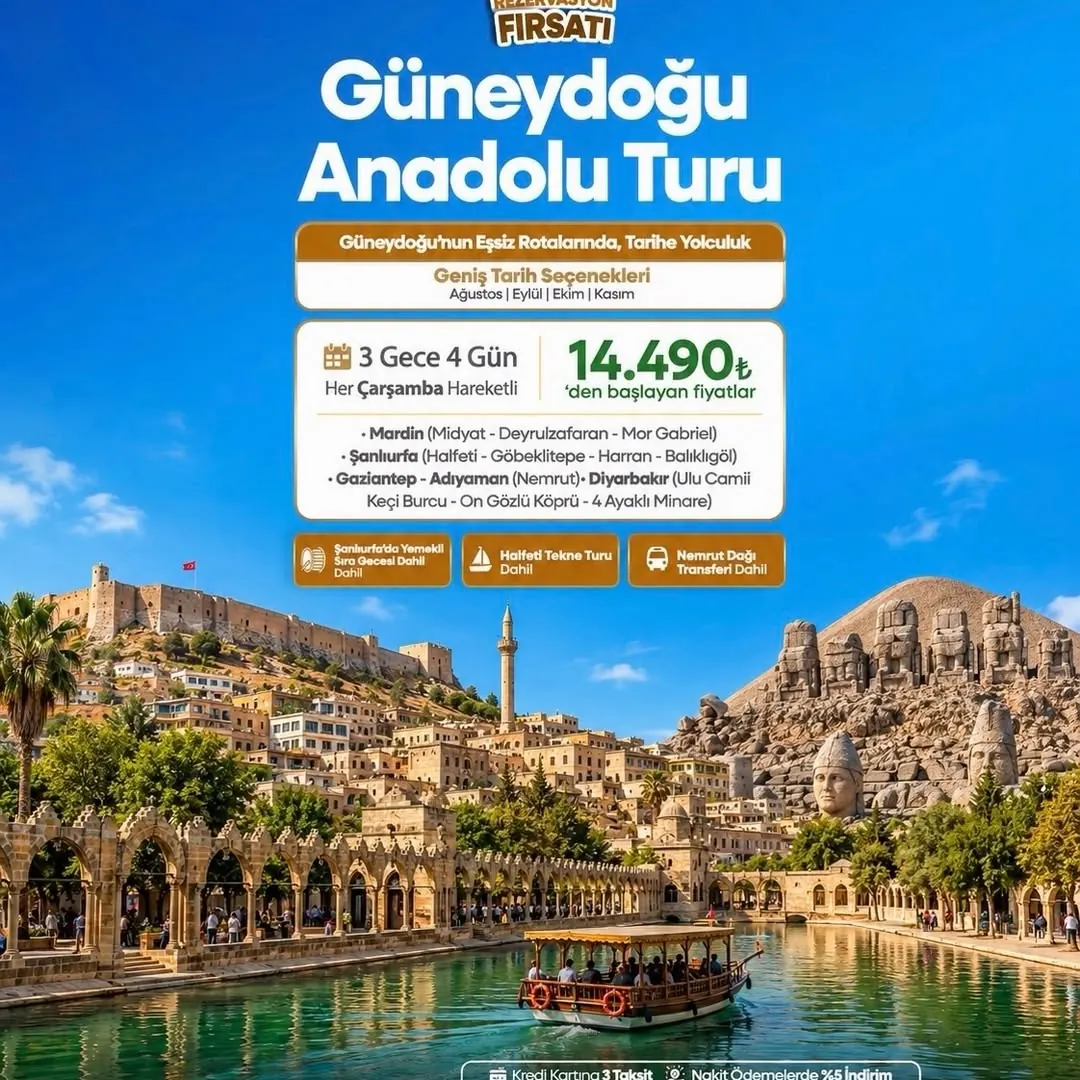 REZERVASYON
FIRSATI
Güneydoğu
Anadolu Turu
Güneydoğu'nun Eşsiz Rotalarında, Tarihe Yolculuk
Geniş Tarih Seçenekleri
Ağustos | Eylül | Ekim | Kasım
3 Gece 4 Gün
Her Çarşamba Hareketli
14.490₺
'den başlayan fiyatlar
• Mardin (Midyat - Deyrulzafaran - Mor Gabriel)
• Şanlıurfa (Halfeti - Göbeklitepe - Harran - Balıklıgöl)
• Gaziantep - Adıyaman (Nemrut)• Diyarbakır (Ulu Camii
Keçi Burcu - On Gözlü Köprü - 4 Ayaklı Minare)
Şanlıurfa'da Yemekli
Sıra Gecesi Dahil
Dahil
Halfeti Tekne Turu
Dahil
Nemrut Dağı
Transferi Dahil
Kredi Kartına 3 Taksit
Nakit Ödemelerde %5 İndirim